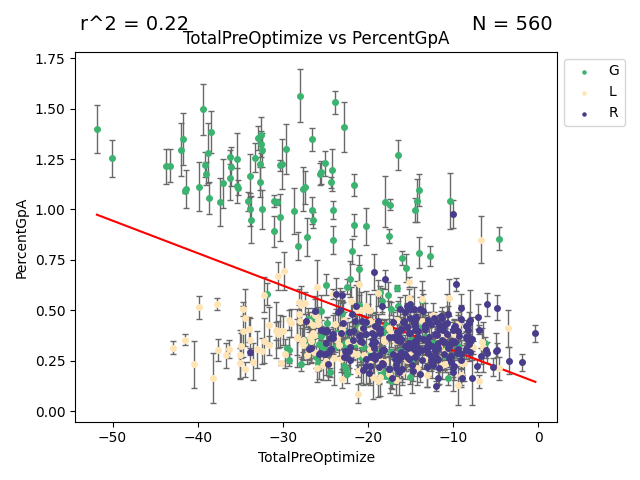 r^2 = 0.22
N = 560
TotalPreOptimize vs PercentGpA
G
L
R
1.75
1.50
1.25
1.00
0.75
0.50
0.25
0.00
PercentGpA
−50
−40
−30
−20
−10
0
TotalPreOptimize